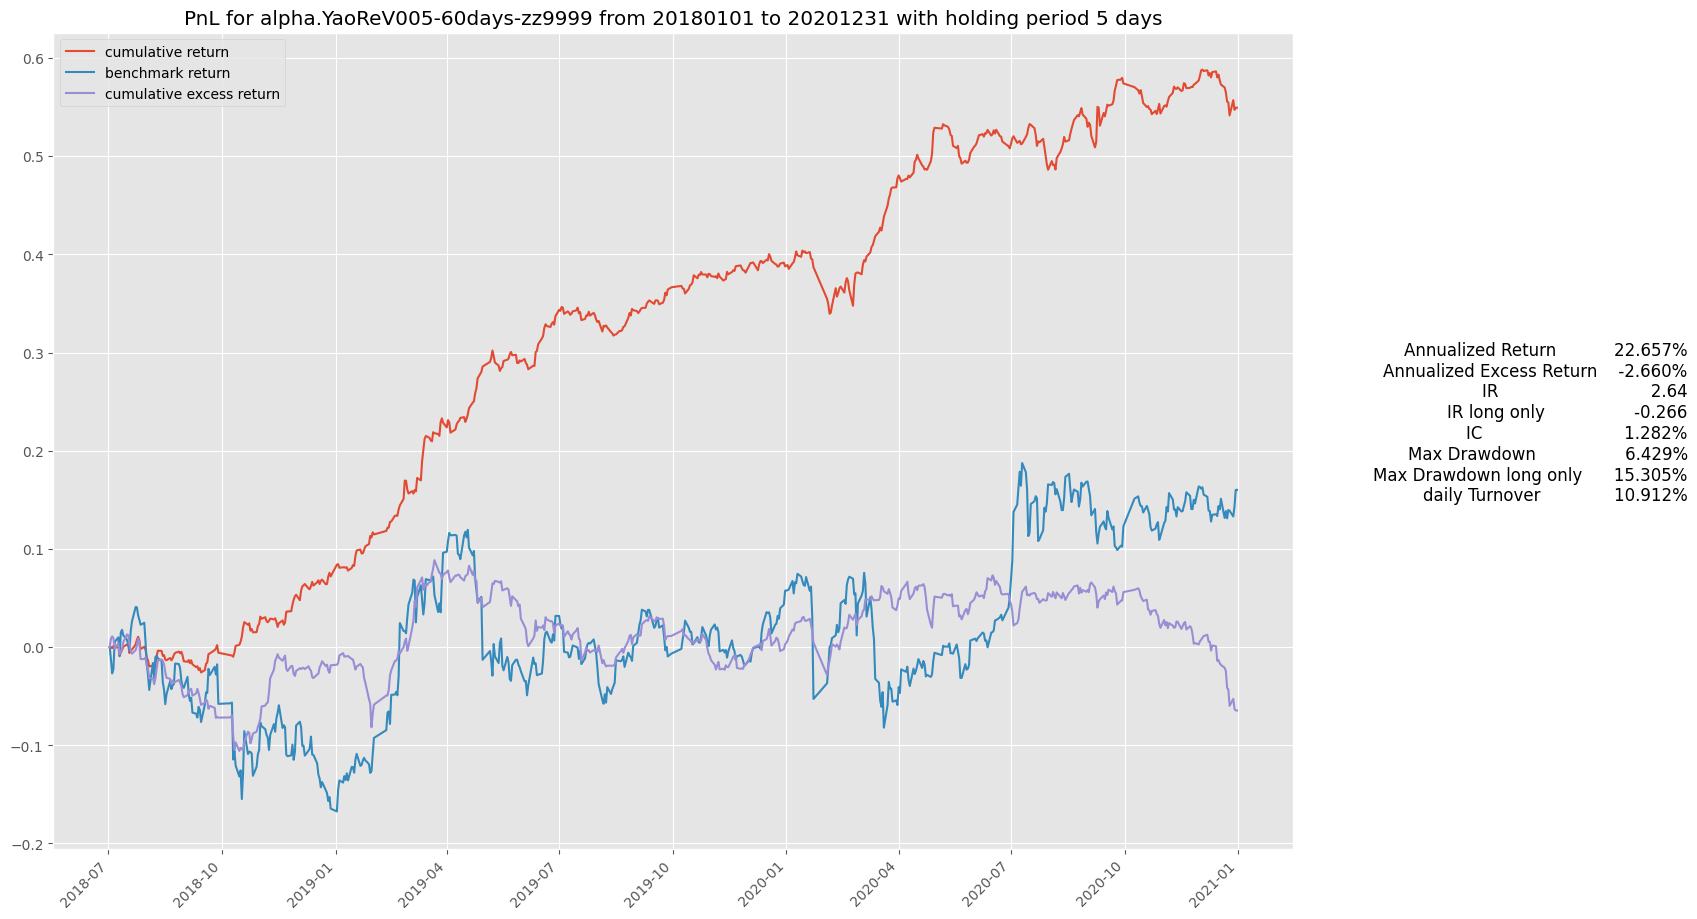 PnL for alpha.YaoReV005-60days-zz9999 from 20180101 to 20201231 with holding period 5 days
cumulative return
benchmark return
cumulative excess return
0.6
0.5
0.4
0.3
0.2
0.1
0.0
−0.1
−0.2
2018-07
2018-10
2019-01
2019-04
2019-07
2019-10
2020-01
2020-04
2020-07
2020-10
2021-01
Annualized Return 22.657%
Annualized Excess Return -2.660%
IR 2.64
IR long only -0.266
IC 1.282%
Max Drawdown 6.429%
Max Drawdown long only 15.305%
daily Turnover 10.912%